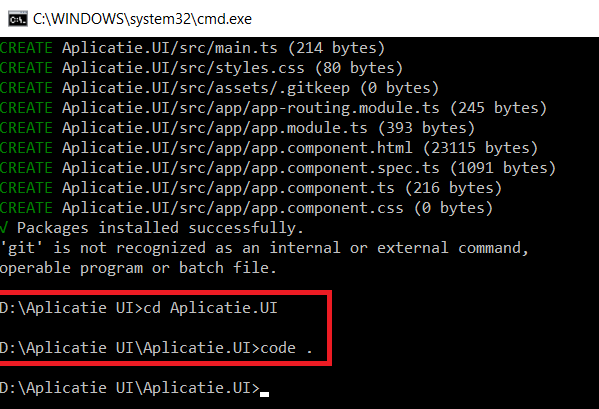 C:\WINDOWS\system32\cmd.exe
CREATE Aplicatie.UI/src/main.ts (214 bytes)
CREATE Aplicatie.UI/src/styles.css (80 bytes)
CREATE Aplicatie.UI/src/assets/.gitkeep (0 bytes)
CREATE Aplicatie.UI/src/app/app-routing.module.ts (245 bytes)
CREATE Aplicatie.UI/src/app/app.module.ts (393 bytes)
CREATE Aplicatie.UI/src/app/app.component.html (23115 bytes)
CREATE Aplicatie.UI/src/app/app.component.spec.ts (1091 bytes)
CREATE Aplicatie.UI/src/app/app.component.ts (216 bytes)
CREATE Aplicatie.UI/src/app/app.component.css (0 bytes)
√ Packages installed successfully.
'git' is not recognized as an internal or external command,
operable program or batch file.
D:\Aplicatie UI>cd Aplicatie.UI
D:\Aplicatie UI\Aplicatie.UI>code .
D:\Aplicatie UI\Aplicatie.UI>